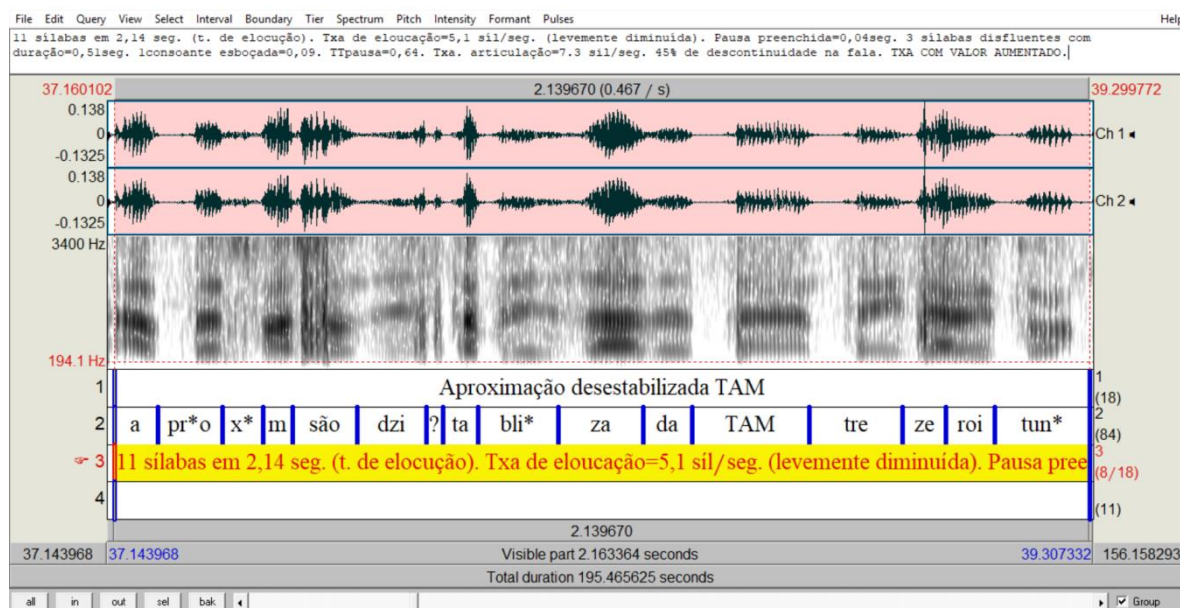 File Edit Query View Select Interval Boundary Tier Spectrum Pitch Intensity Formant Pulses Help
11 sílabas em 2,14 seg. (t. de elocução). Txa de eloucação=5,1 síl/seg. (levemente diminuída). Pausa preenchida=0,04seg. 3 sílabas disfluentes com
duração=0,51seg. 1consoante esboçada=0,09. TTpausa=0,64. Txa. articulação=7.3 síl/seg. 45% de descontinuidade na fala. TXA COM VALOR AUMENTADO.
37.160102 2.139670 (0.467 / s) 39.299772
0.138
0 Ch 1
-0.1325
0.138
0 Ch 2
-0.1325
3400 Hz
194.1 Hz
1 Aproximação desestabilizada TAM 1
(18)
2 a pr*o x* m são dzi ? ta bli* za da TAM tre ze roi tun* 2
(84)
3 11 sílabas em 2,14 seg. (t. de elocução). Txa de eloucação=5,1 síl/seg. (levemente diminuída). Pausa pree 3
(8/18)
4
(11)
2.139670
37.143968 37.143968 Visible part 2.163364 seconds 39.307332 156.158293
Total duration 195.465625 seconds
all in out sel bak Group